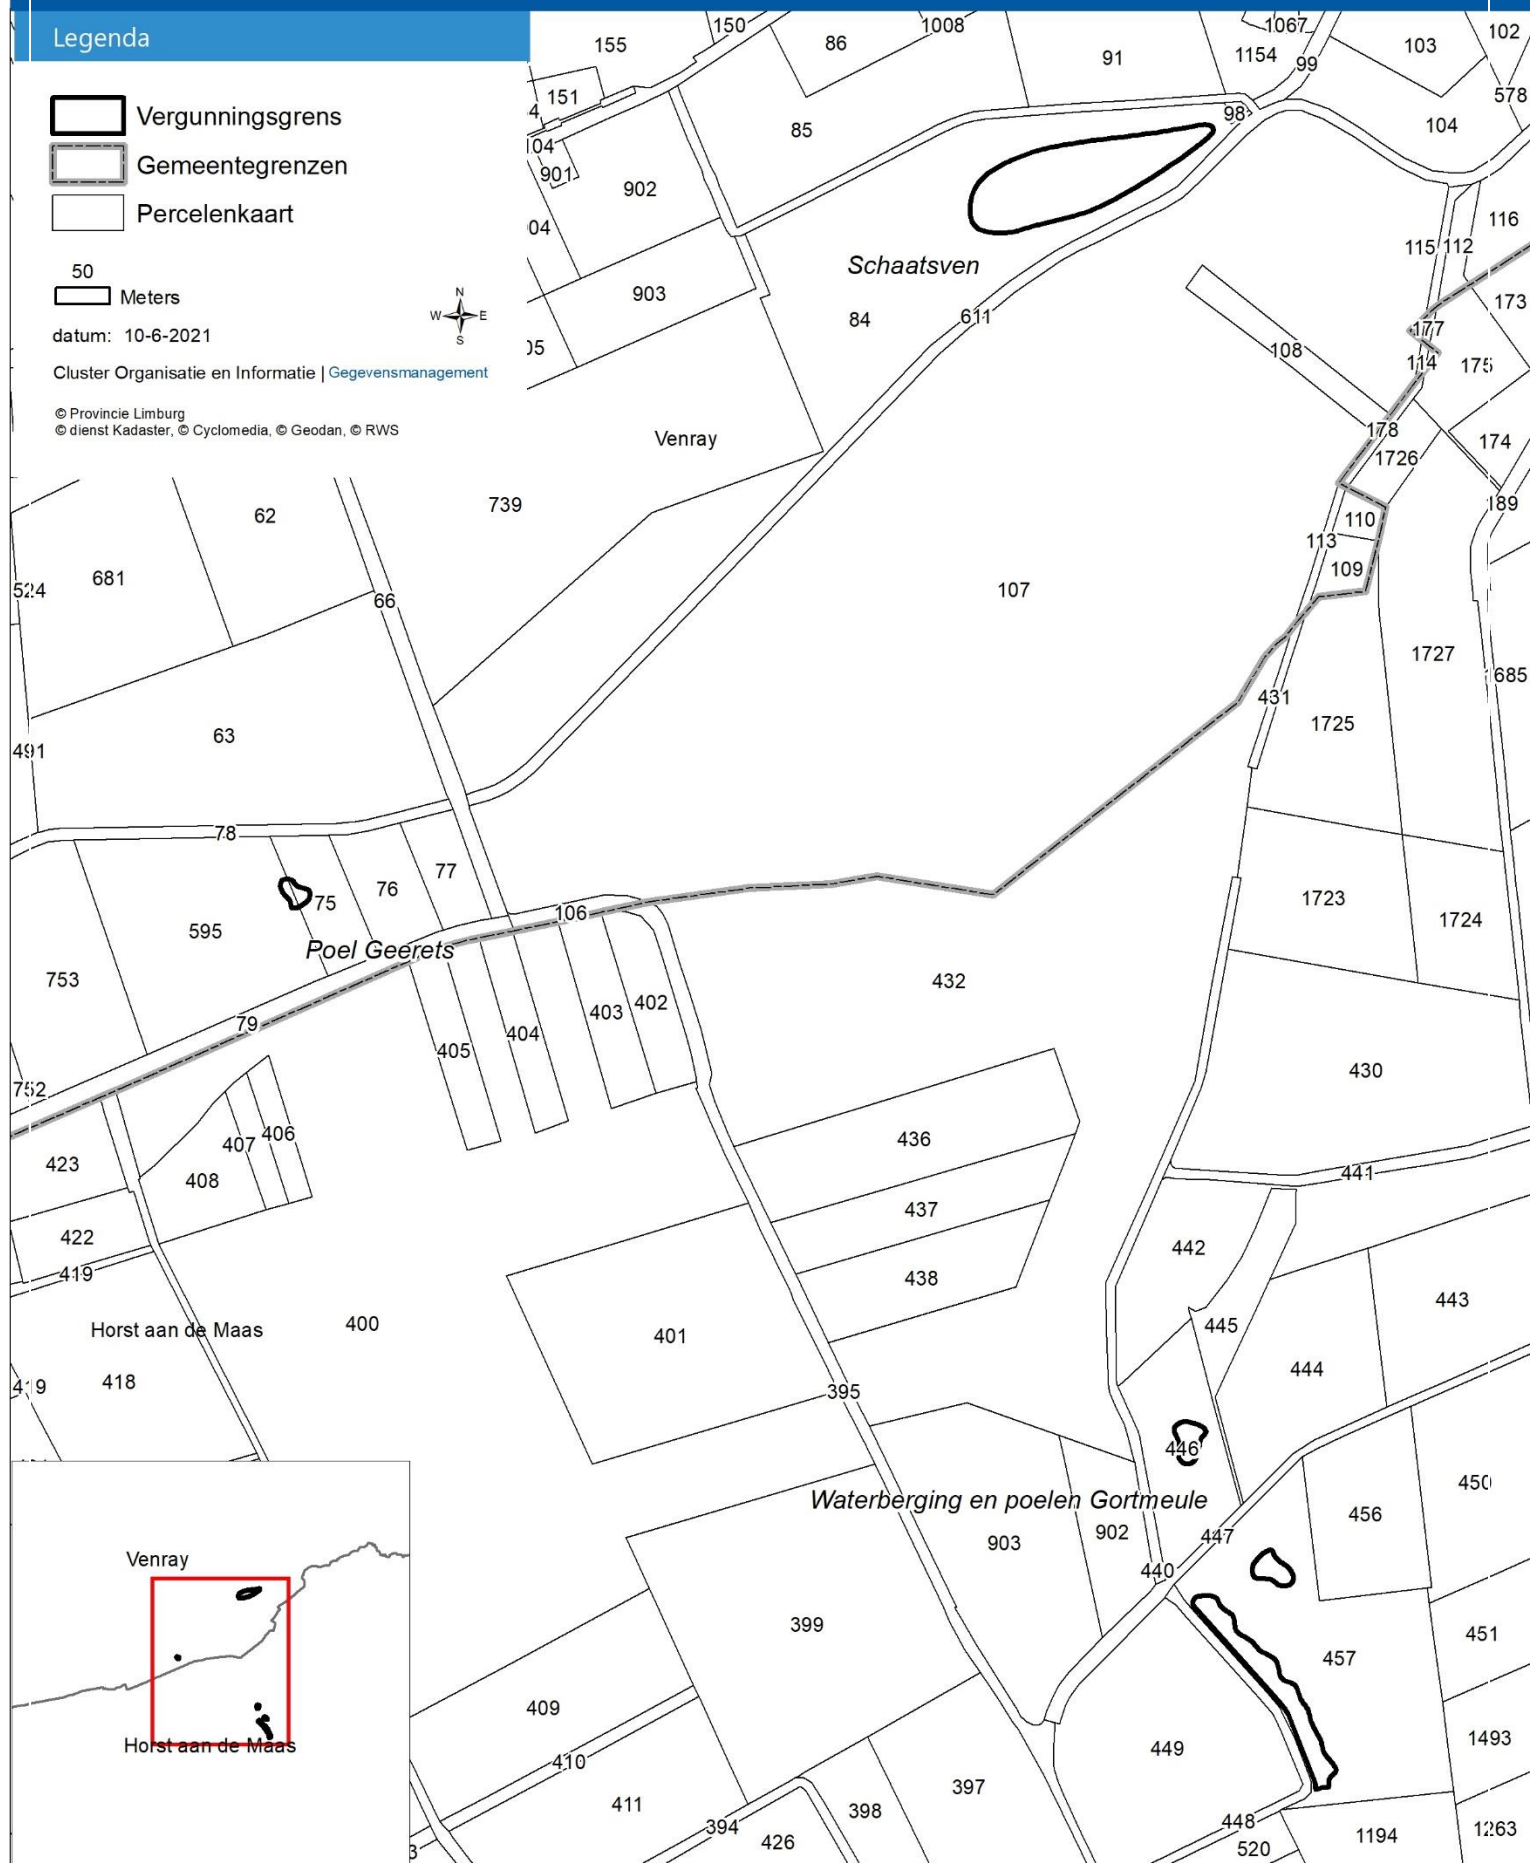 Legenda
Vergunningsgrens
Gemeentegrenzen
Percelenkaart
50
Meters
N
W E
S
datum: 10-6-2021
Cluster Organisatie en Informatie | Gegevensmanagement
© Provincie Limburg
© dienst Kadaster, © Cyclomedia, © Geodan, © RWS
150 1008 1067 102
155 86 91 1154 99 103
151 578
85 98 104
901 902
116
115 112
Schaatsven
903 173
84 611 177
108 114 175
Venray 178 174
1726
739 62 189
110
113
681 109
524 66 107
1727
685
431
63 1725
491
78
77
76
75 1723
595 106 1724
Poel Geerets
753 432
403 402
79 404
405
430
752
407 406 436
423 441
408
437
422 442
419 438
443
Horst aan de Maas 400 401 445
444
419 418 395
446
450
Waterberging en poelen Gortmeule
456
903 902 447
440
Venray
399 451
457
409 1493
Horst aan de Maas 449
410
397
411 398
394 448 1194 1263
426 520